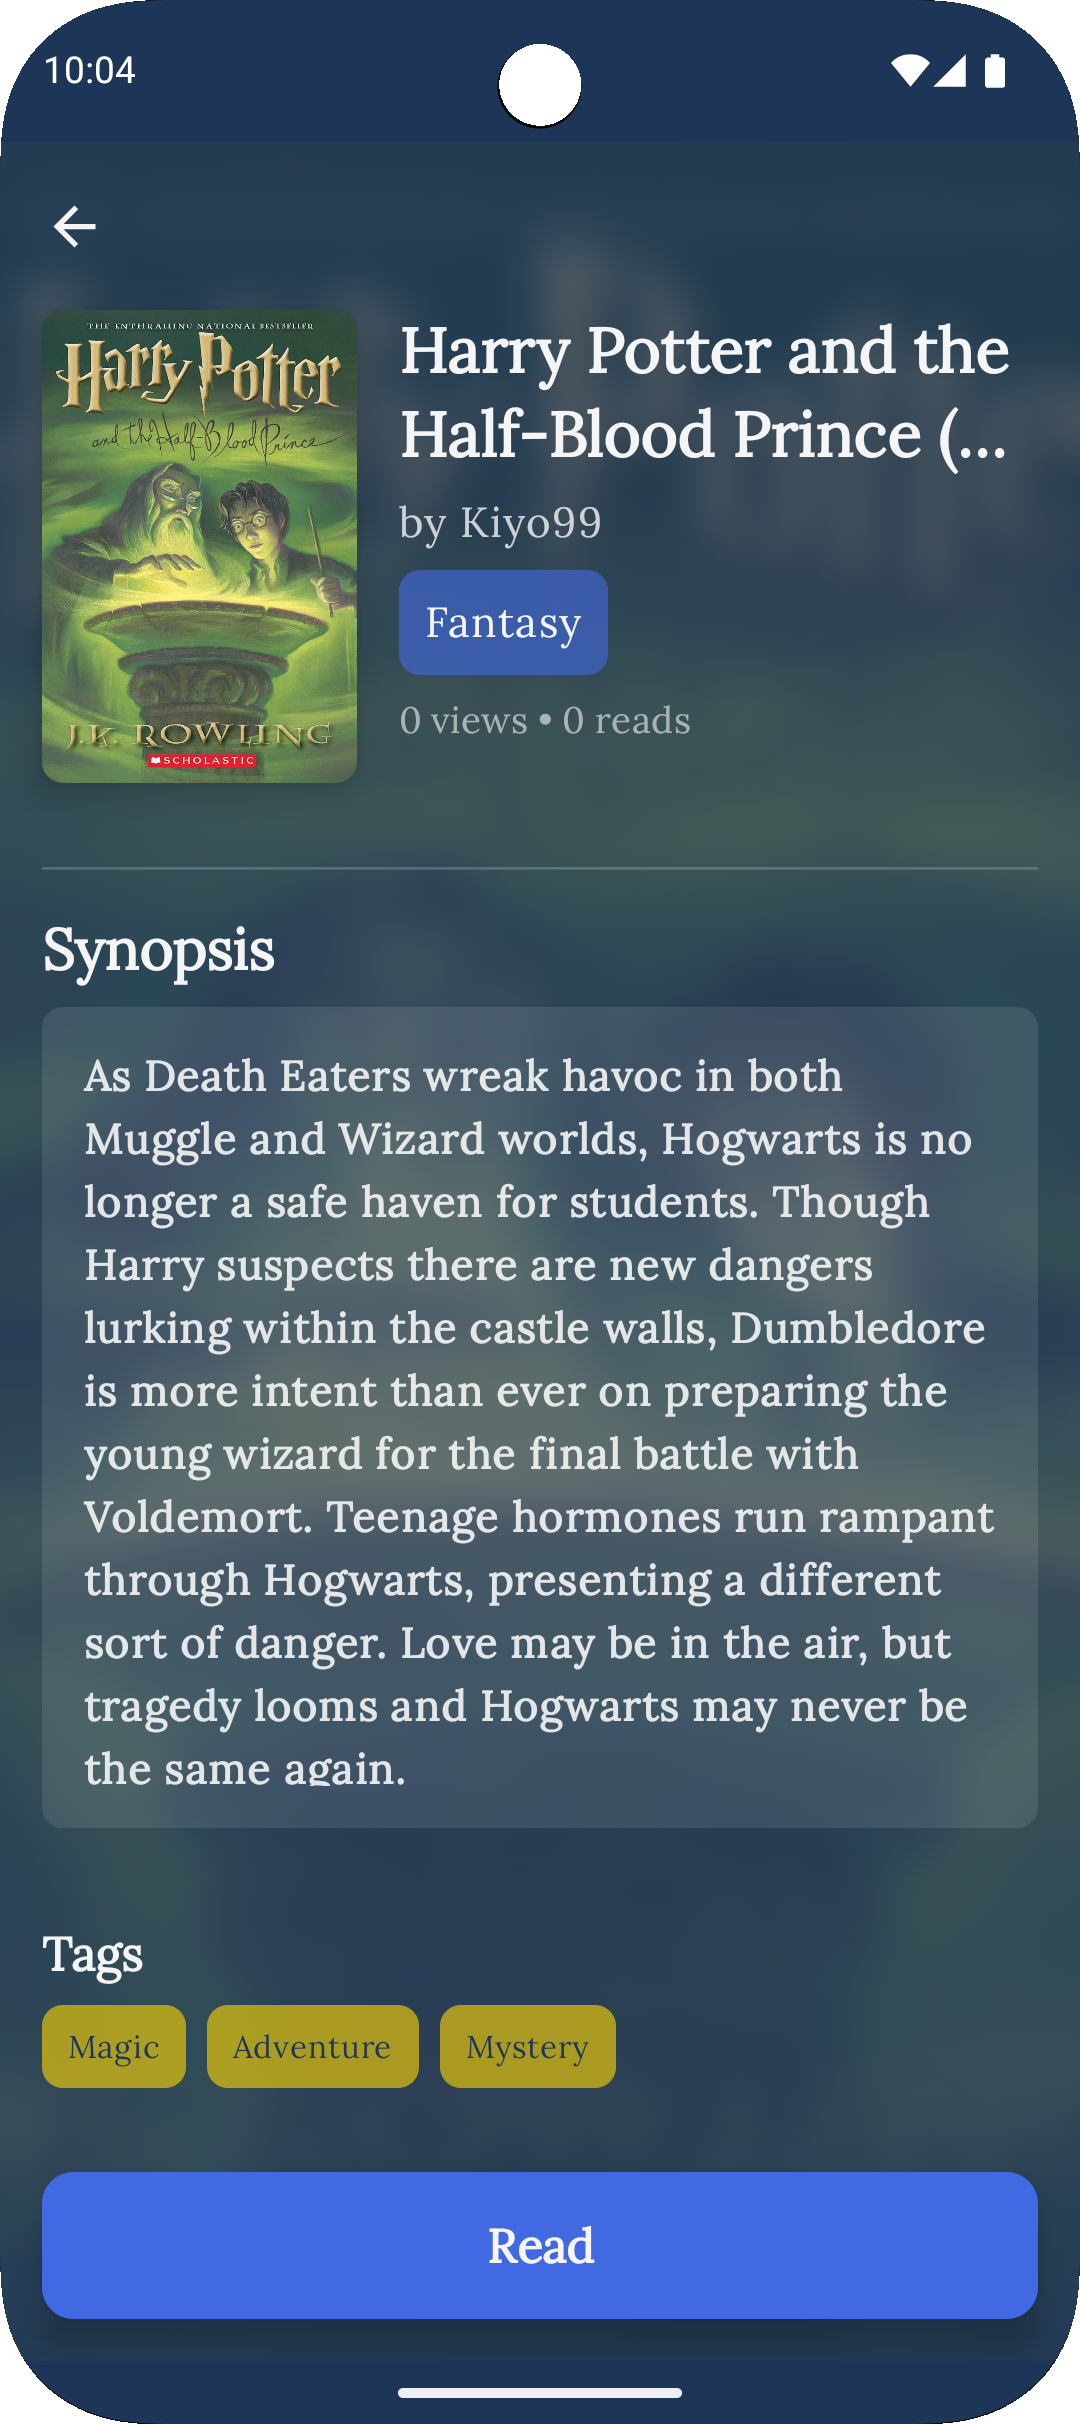 10:04
THE ENTHRALLING NATIONAL BESTSELLER
Harry Potter
and the Half-Blood Prince
J.K. ROWLING
SCHOLASTIC
Harry Potter and the
Half-Blood Prince (...
by Kiyo99
Fantasy
0 views • 0 reads
Synopsis
As Death Eaters wreak havoc in both
Muggle and Wizard worlds, Hogwarts is no
longer a safe haven for students. Though
Harry suspects there are new dangers
lurking within the castle walls, Dumbledore
is more intent than ever on preparing the
young wizard for the final battle with
Voldemort. Teenage hormones run rampant
through Hogwarts, presenting a different
sort of danger. Love may be in the air, but
tragedy looms and Hogwarts may never be
the same again.
Tags
Magic
Adventure
Mystery
Read